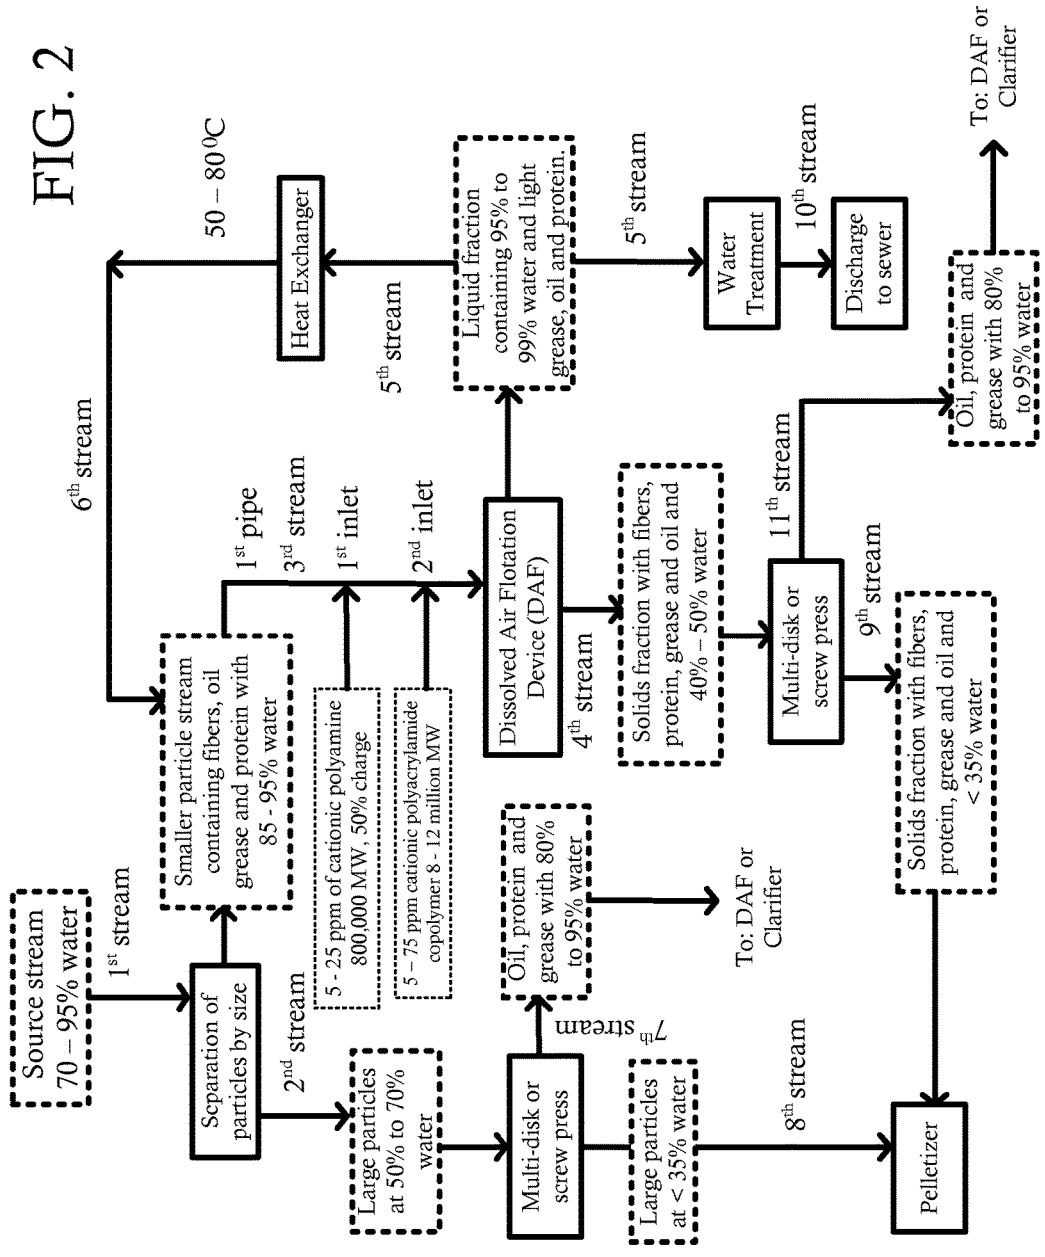 FIG. 2
Source stream
70 – 95% water
1st stream
Separation of
particles by size
2nd stream
Large particles
at 50% to 70%
water
Multi-disk or
screw press
7th stream
Oil, protein and
grease with 80%
to 95% water
To: DAF or
Clarifier
Large particles
at < 35% water
8th stream
Pelletizer
Smaller particle stream
containing fibers, oil
grease and protein with
85 - 95% water
6th stream
50 – 80 0C
Heat Exchanger
5th stream
1st pipe
3rd stream
1st inlet
2nd inlet
5 - 25 ppm of cationic polyamine
800,000 MW, 50% charge
5 – 75 ppm cationic polyacrylamide
copolymer 8 - 12 million MW
Dissolved Air Flotation
Device (DAF)
4th stream
Liquid fraction
containing 95% to
99% water and light
grease, oil and protein.
5th stream
Water
Treatment
10th stream
Discharge
to sewer
Solids fraction with fibers,
protein, grease and oil and
40% – 50% water
Multi-disk or
screw press
11th stream
Oil, protein and
grease with 80%
to 95% water
To: DAF or
Clarifier
9th stream
Solids fraction with fibers,
protein, grease and oil and
< 35% water